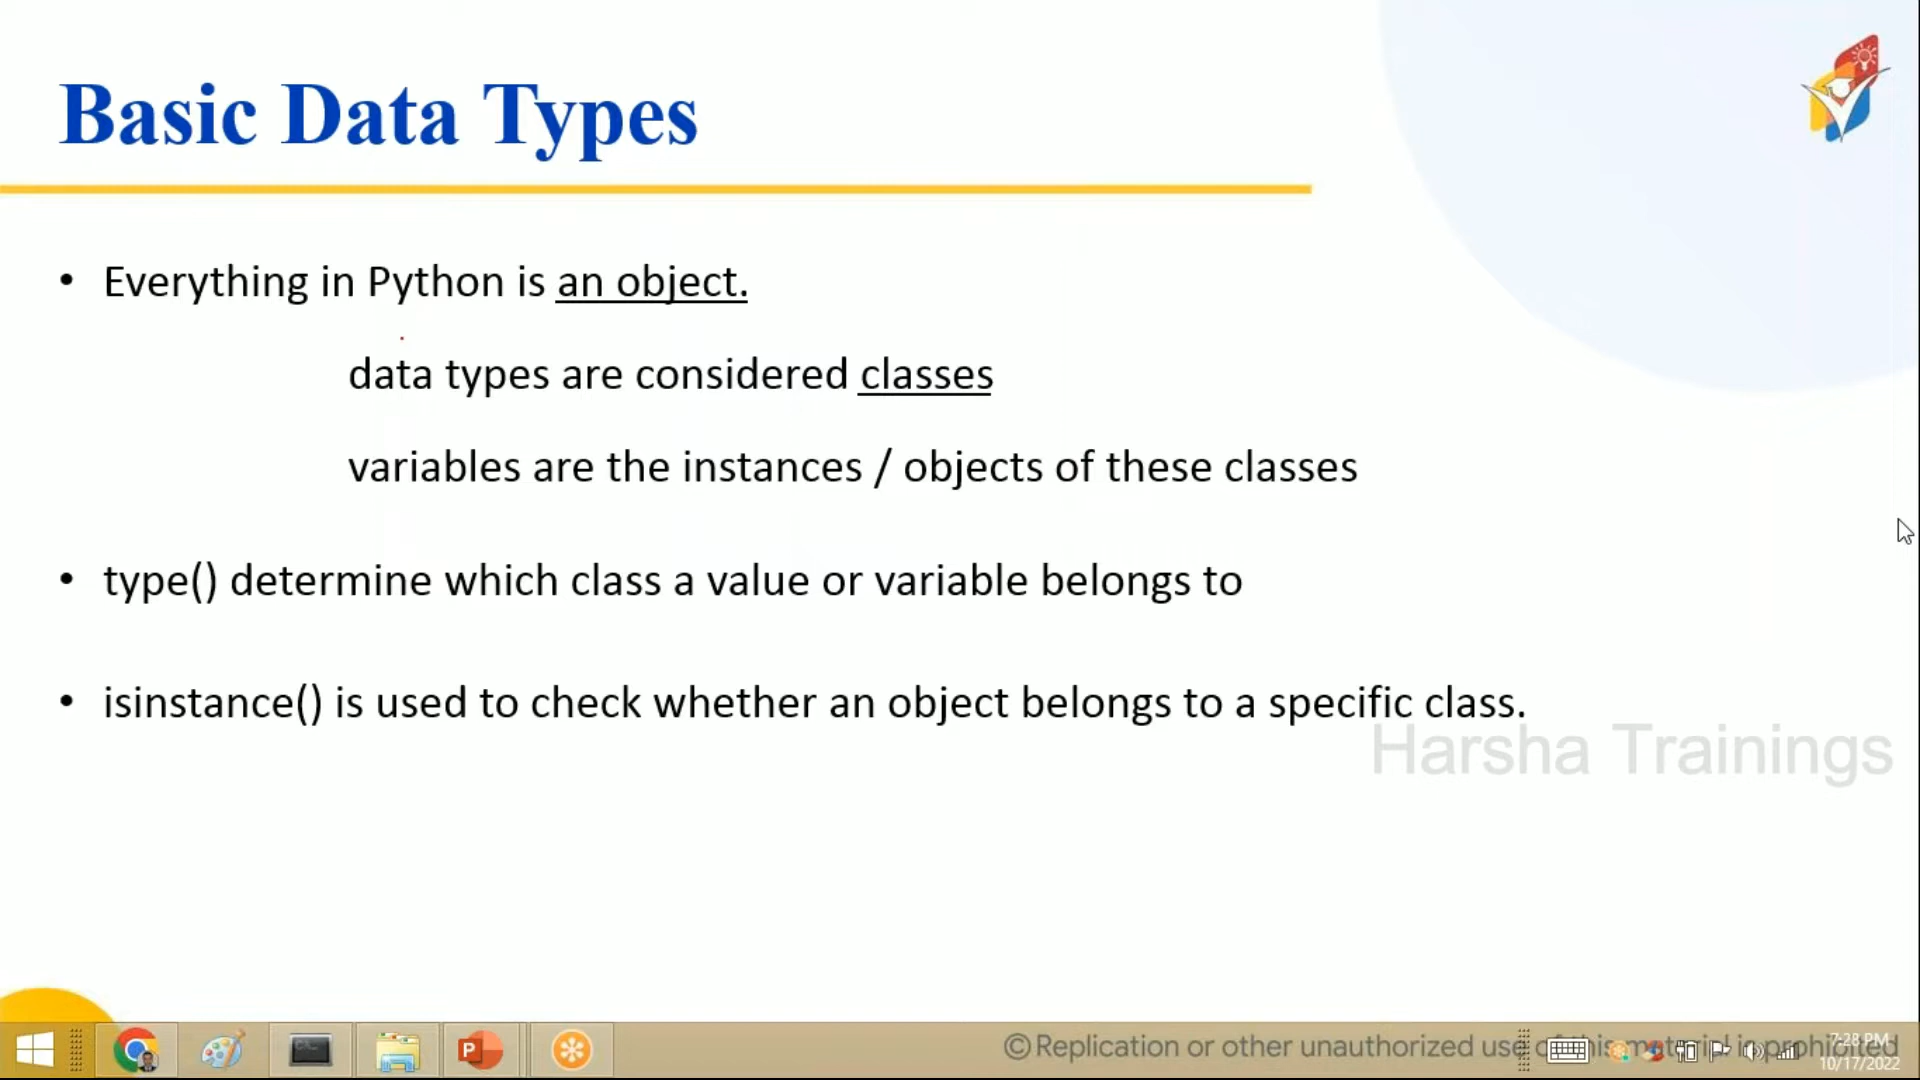 Basic Data Types
• Everything in Python is an object.
data types are considered classes
variables are the instances / objects of these classes
• type() determine which class a value or variable belongs to
• isinstance() is used to check whether an object belongs to a specific class.
Harsha Trainings
©Replication or other unauthorized use of this material is prohibited
7:28 PM
10/17/2022